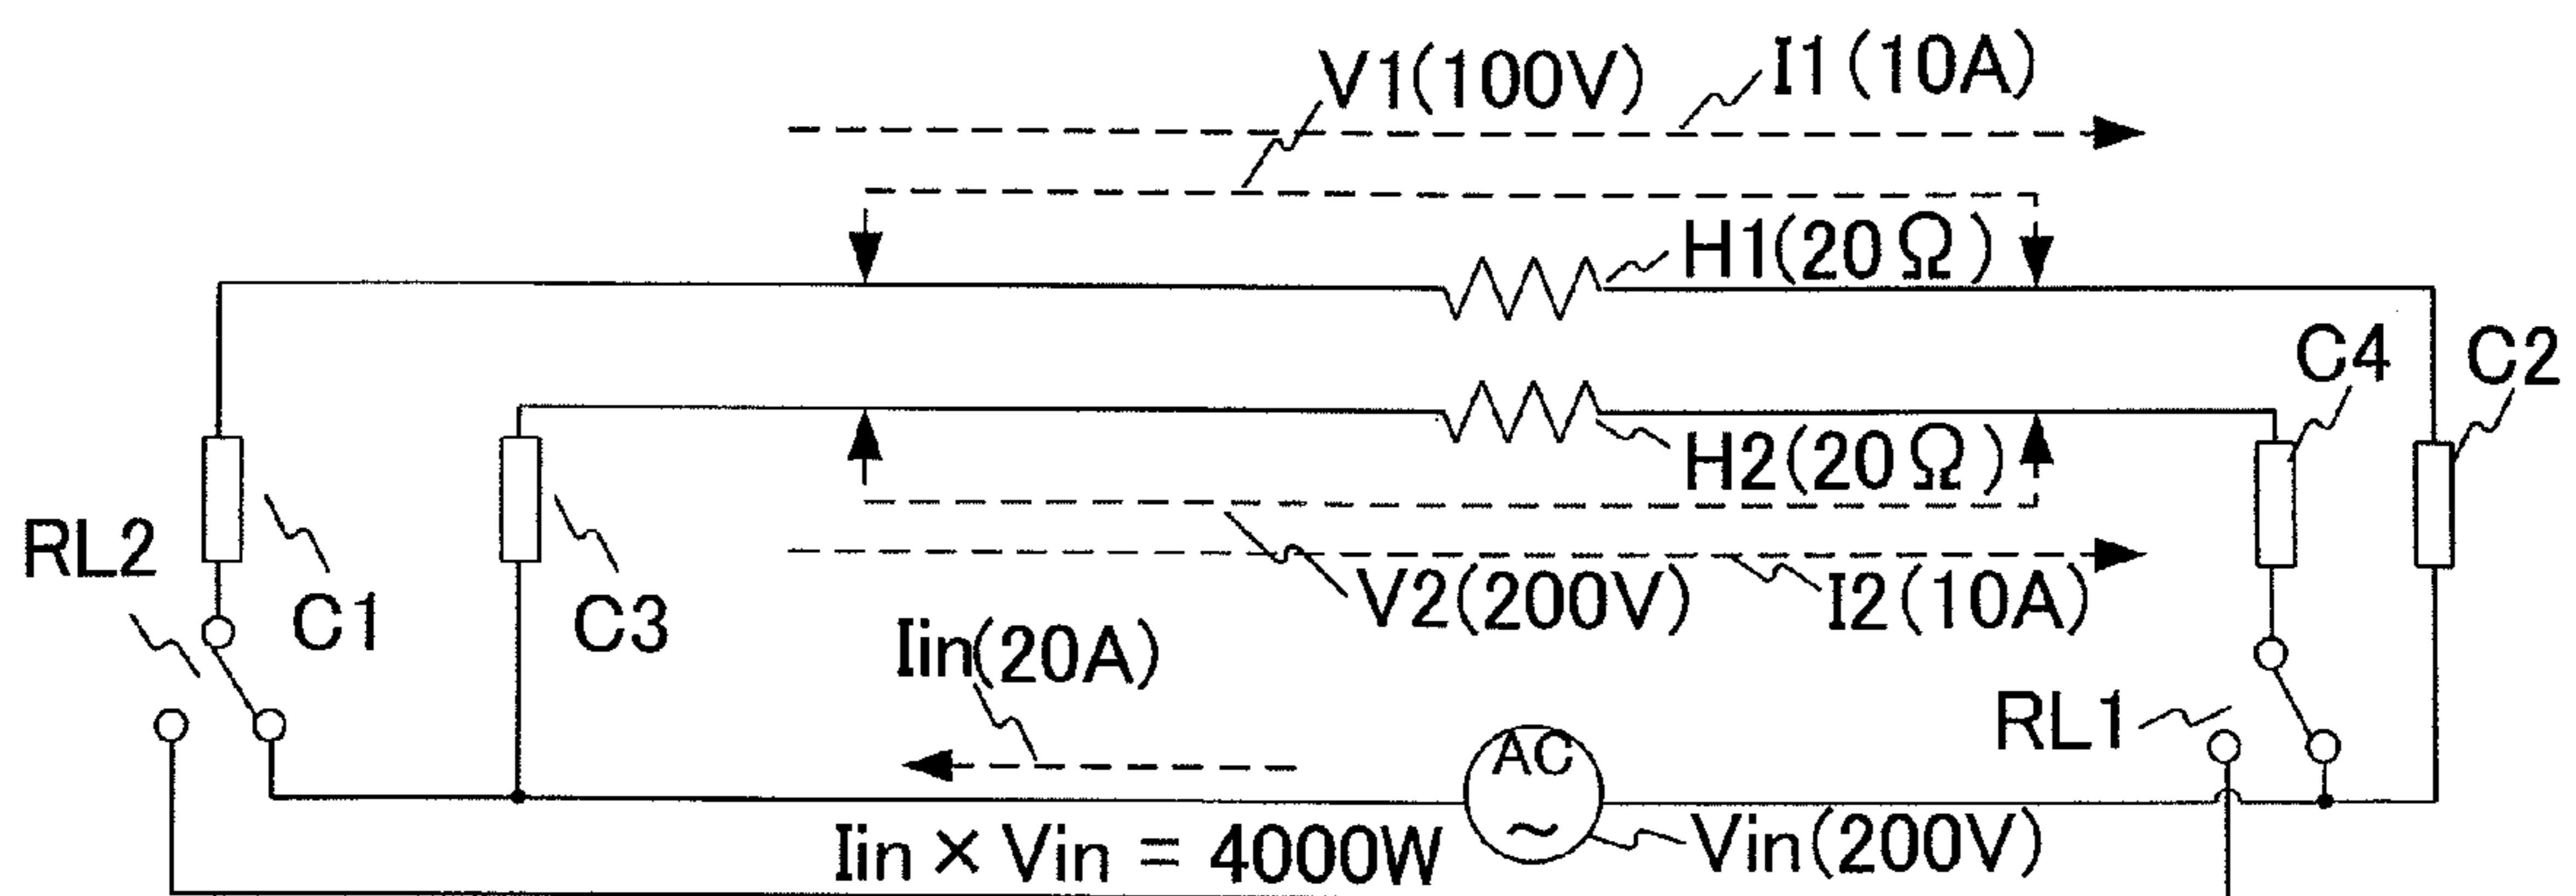 V1(100V)
I1(10A)
H1(20Ω)
C4
C2
H2(20Ω)
RL2
C1
C3
V2(200V)
I2(10A)
Iin(20A)
RL1
AC
~
Iin × Vin = 4000W
Vin(200V)